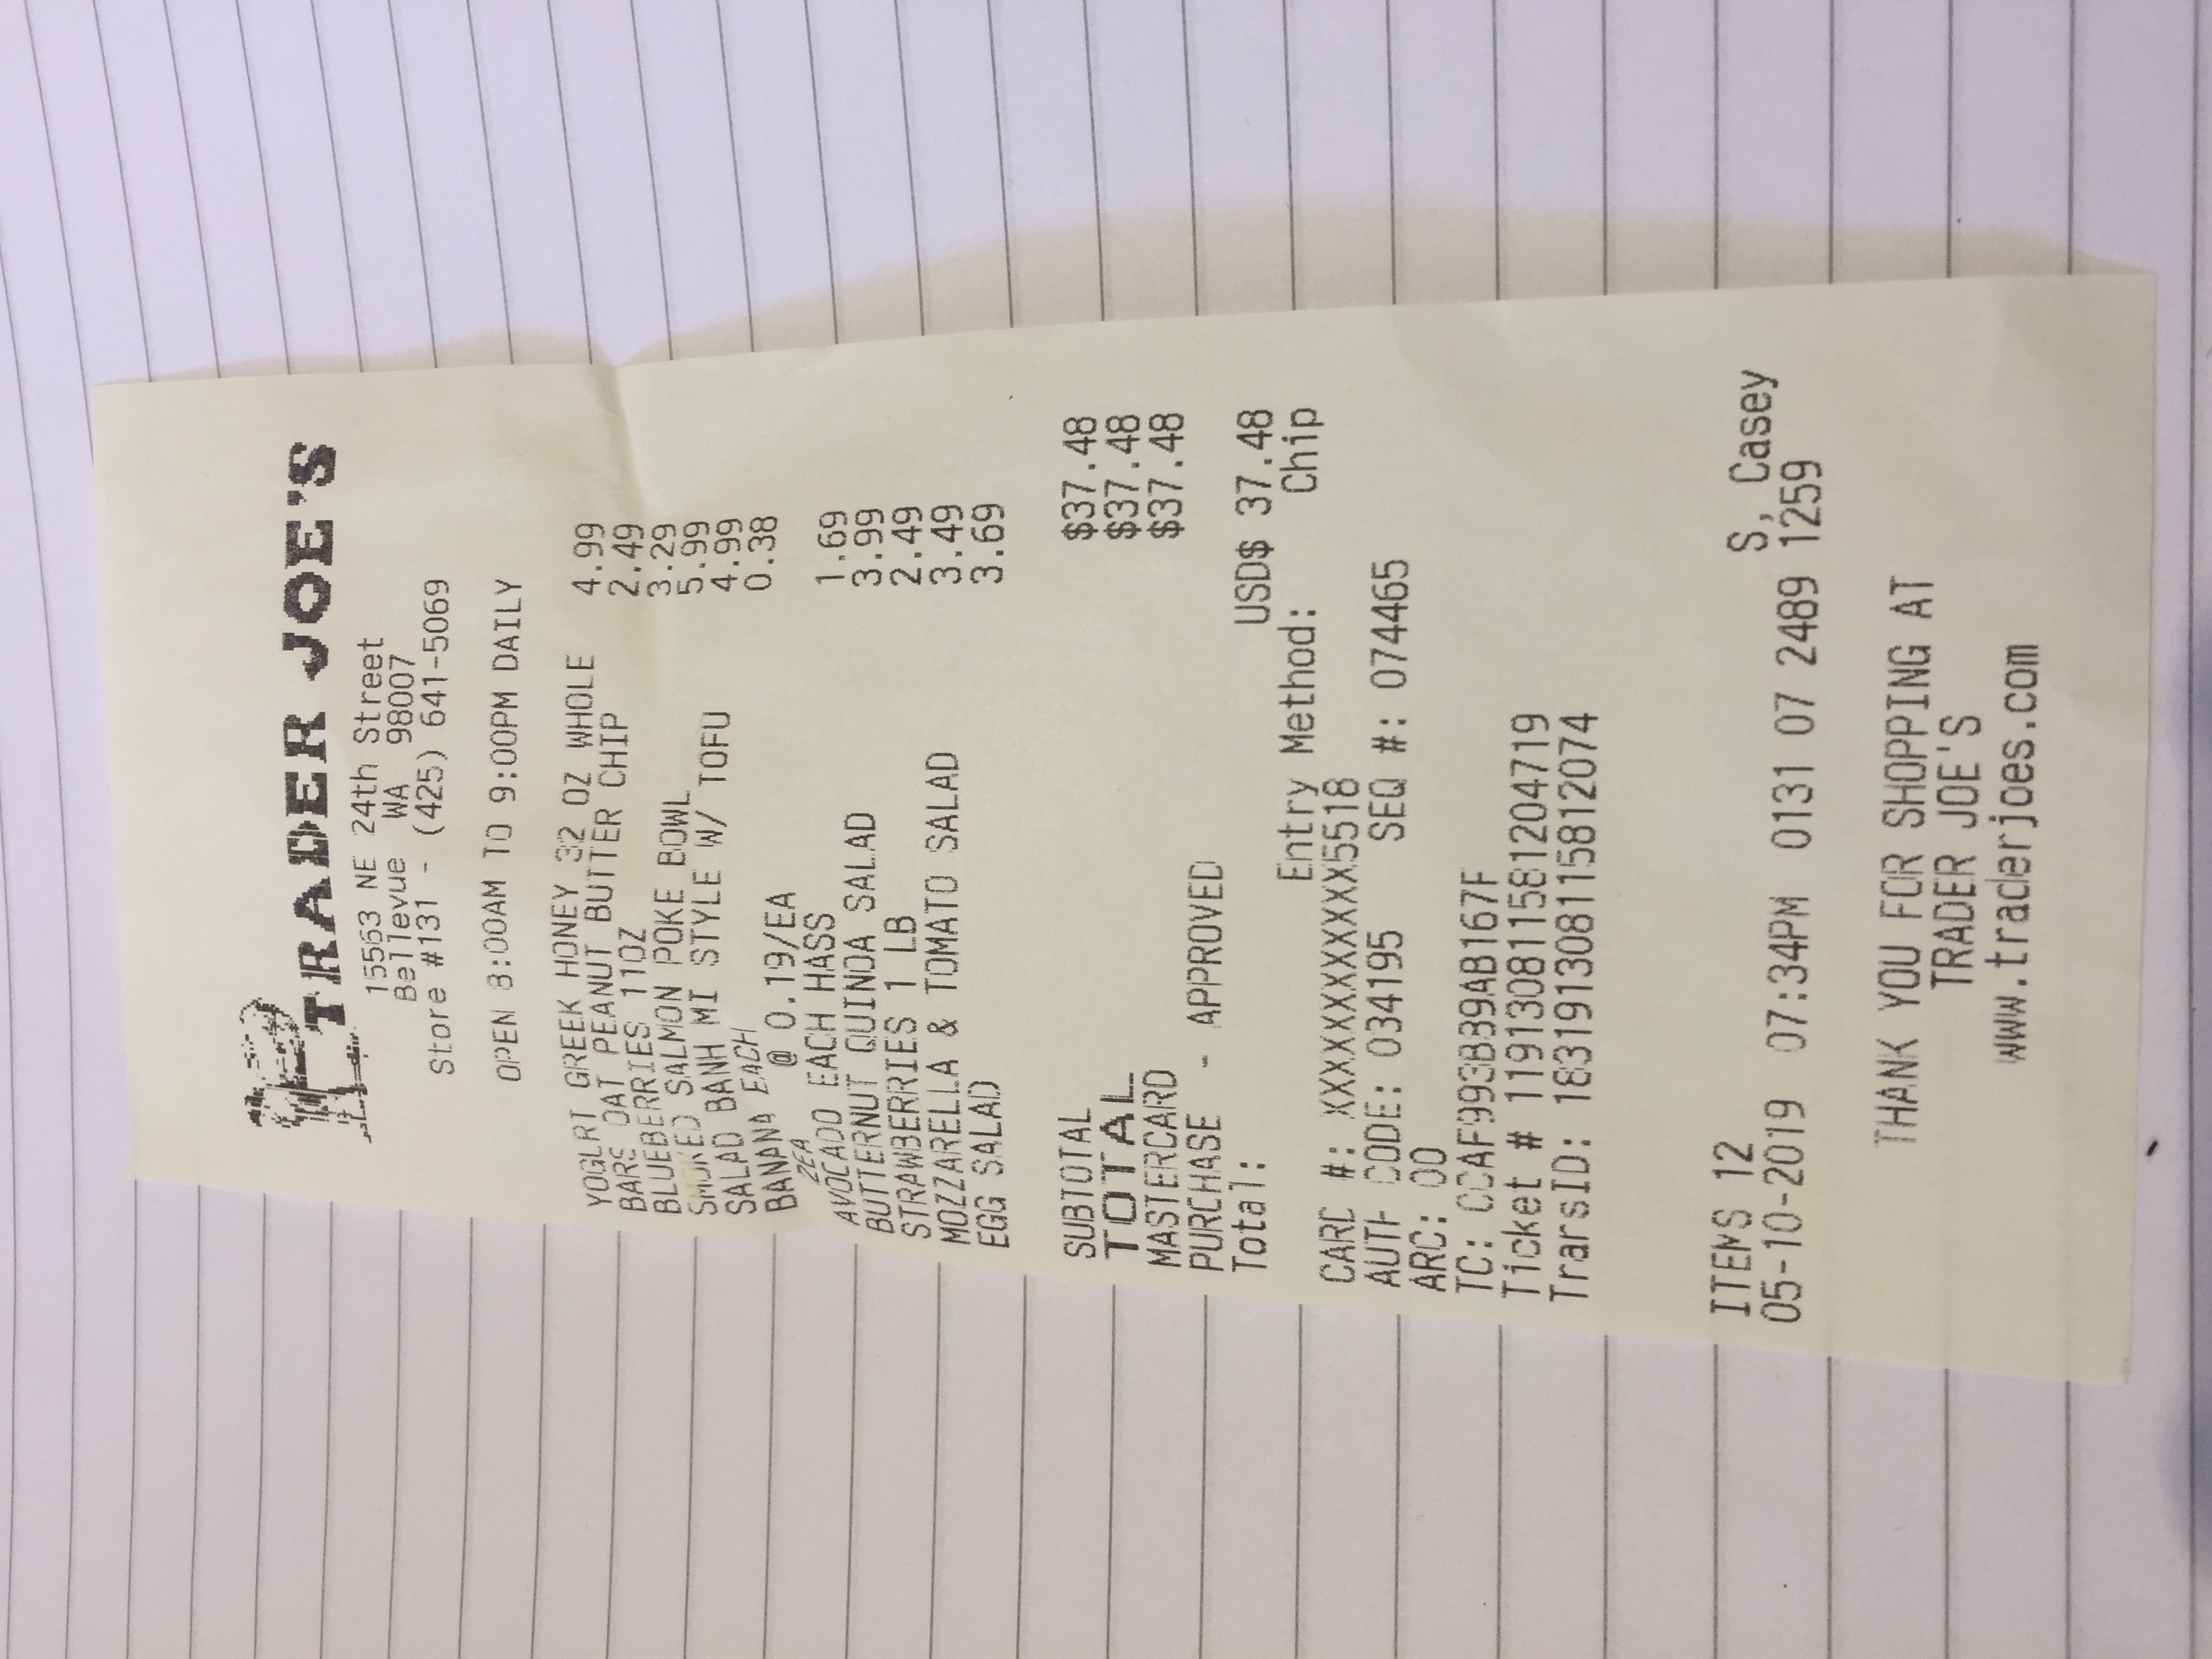 TRADER JOE'S
15563 NE 24th Street
Bellevue WA 98007
Store #131 - (425) 641-5069
OPEN 8:00AM TO 9:00PM DAILY
YOGURT GREEK HONEY 32 OZ WHOLE 4.99
BARS OAT PEANUT BUTTER CHIP 2.49
BLUEBERRIES 11OZ 3.29
SMOKED SALMON POKE BOWL 5.99
SALAD BANH MI STYLE W/ TOFU 4.99
BANANA EACH 0.38
2EA @ 0.19/EA
AVOCADO EACH HASS 1.69
BUTTERNUT QUINOA SALAD 3.99
STRAWBERRIES 1 LB 2.49
MOZZARELLA & TOMATO SALAD 3.49
EGG SALAD 3.69
SUBTOTAL $37.48
TOTAL $37.48
MASTERCARD $37.48
PURCHASE - APPROVED
Total: USD$ 37.48
Entry Method: Chip
CARD #: XXXXXXXXXXXX5518
AUTH CODE: 034195 SEQ #: 074465
ARC: 00
TC:
Ticket # 119130811581204719
TransID: 183191308115812074
ITEMS 12 S, Casey
05-10-2019 07:34PM 0131 07 2489 1259
THANK YOU FOR SHOPPING AT
TRADER JOE'S
www.traderjoes.com